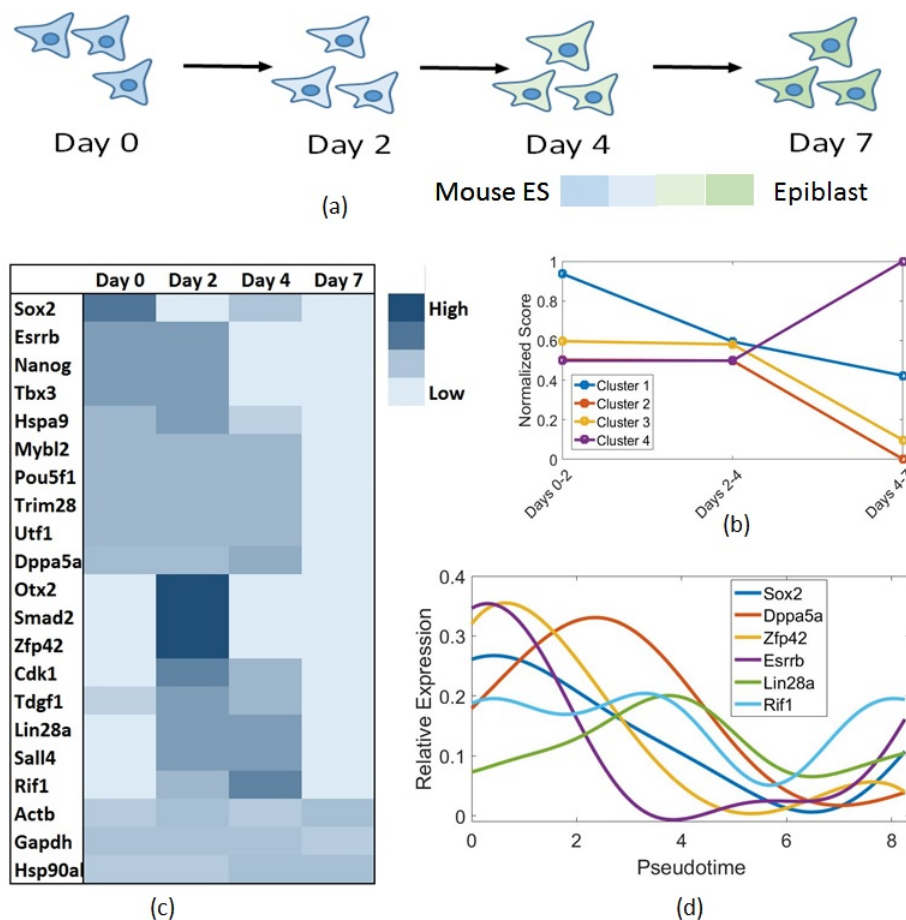 Day 0
Day 2
Day 4
Day 7
Mouse ES
Epiblast
(a)
Day 0 Day 2 Day 4 Day 7
Sox2
Esrrb
Nanog
Tbx3
Hspa9
Mybl2
Pou5f1
Trim28
Utf1
Dppa5a
Otx2
Smad2
Zfp42
Cdk1
Tdgf1
Lin28a
Sall4
Rif1
Actb
Gapdh
Hsp90al
High
Low
(c)
Normalized Score
1
0.8
0.6
0.4
0.2
0
Cluster 1
Cluster 2
Cluster 3
Cluster 4
Days 0-2
Days 2-4
Days 4-7
(b)
Relative Expression
0.4
0.3
0.2
0.1
0
Sox2
Dppa5a
Zfp42
Esrrb
Lin28a
Rif1
0 2 4 6 8
Pseudotime
(d)